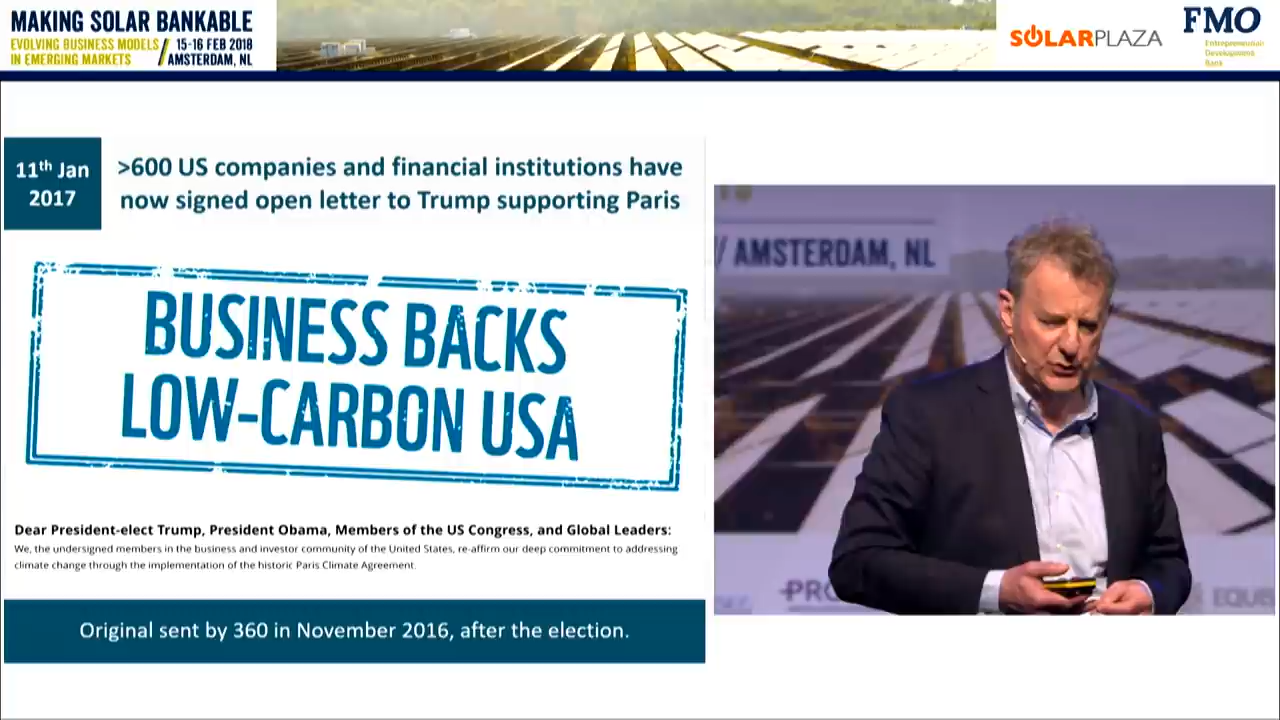 MAKING SOLAR BANKABLE
EVOLVING BUSINESS MODELS
IN EMERGING MARKETS
15-16 FEB 2018
AMSTERDAM, NL
SOLARPLAZA
FMO
Entrepreneurial
Development
Bank
11th Jan
2017
>600 US companies and financial institutions have
now signed open letter to Trump supporting Paris
BUSINESS BACKS
LOW-CARBON USA
Dear President-elect Trump, President Obama, Members of the US Congress, and Global Leaders:
We, the undersigned members in the business and investor community of the United States, re-affirm our deep commitment to addressing
climate change through the implementation of the historic Paris Climate Agreement.
Original sent by 360 in November 2016, after the election.
/ AMSTERDAM, NL